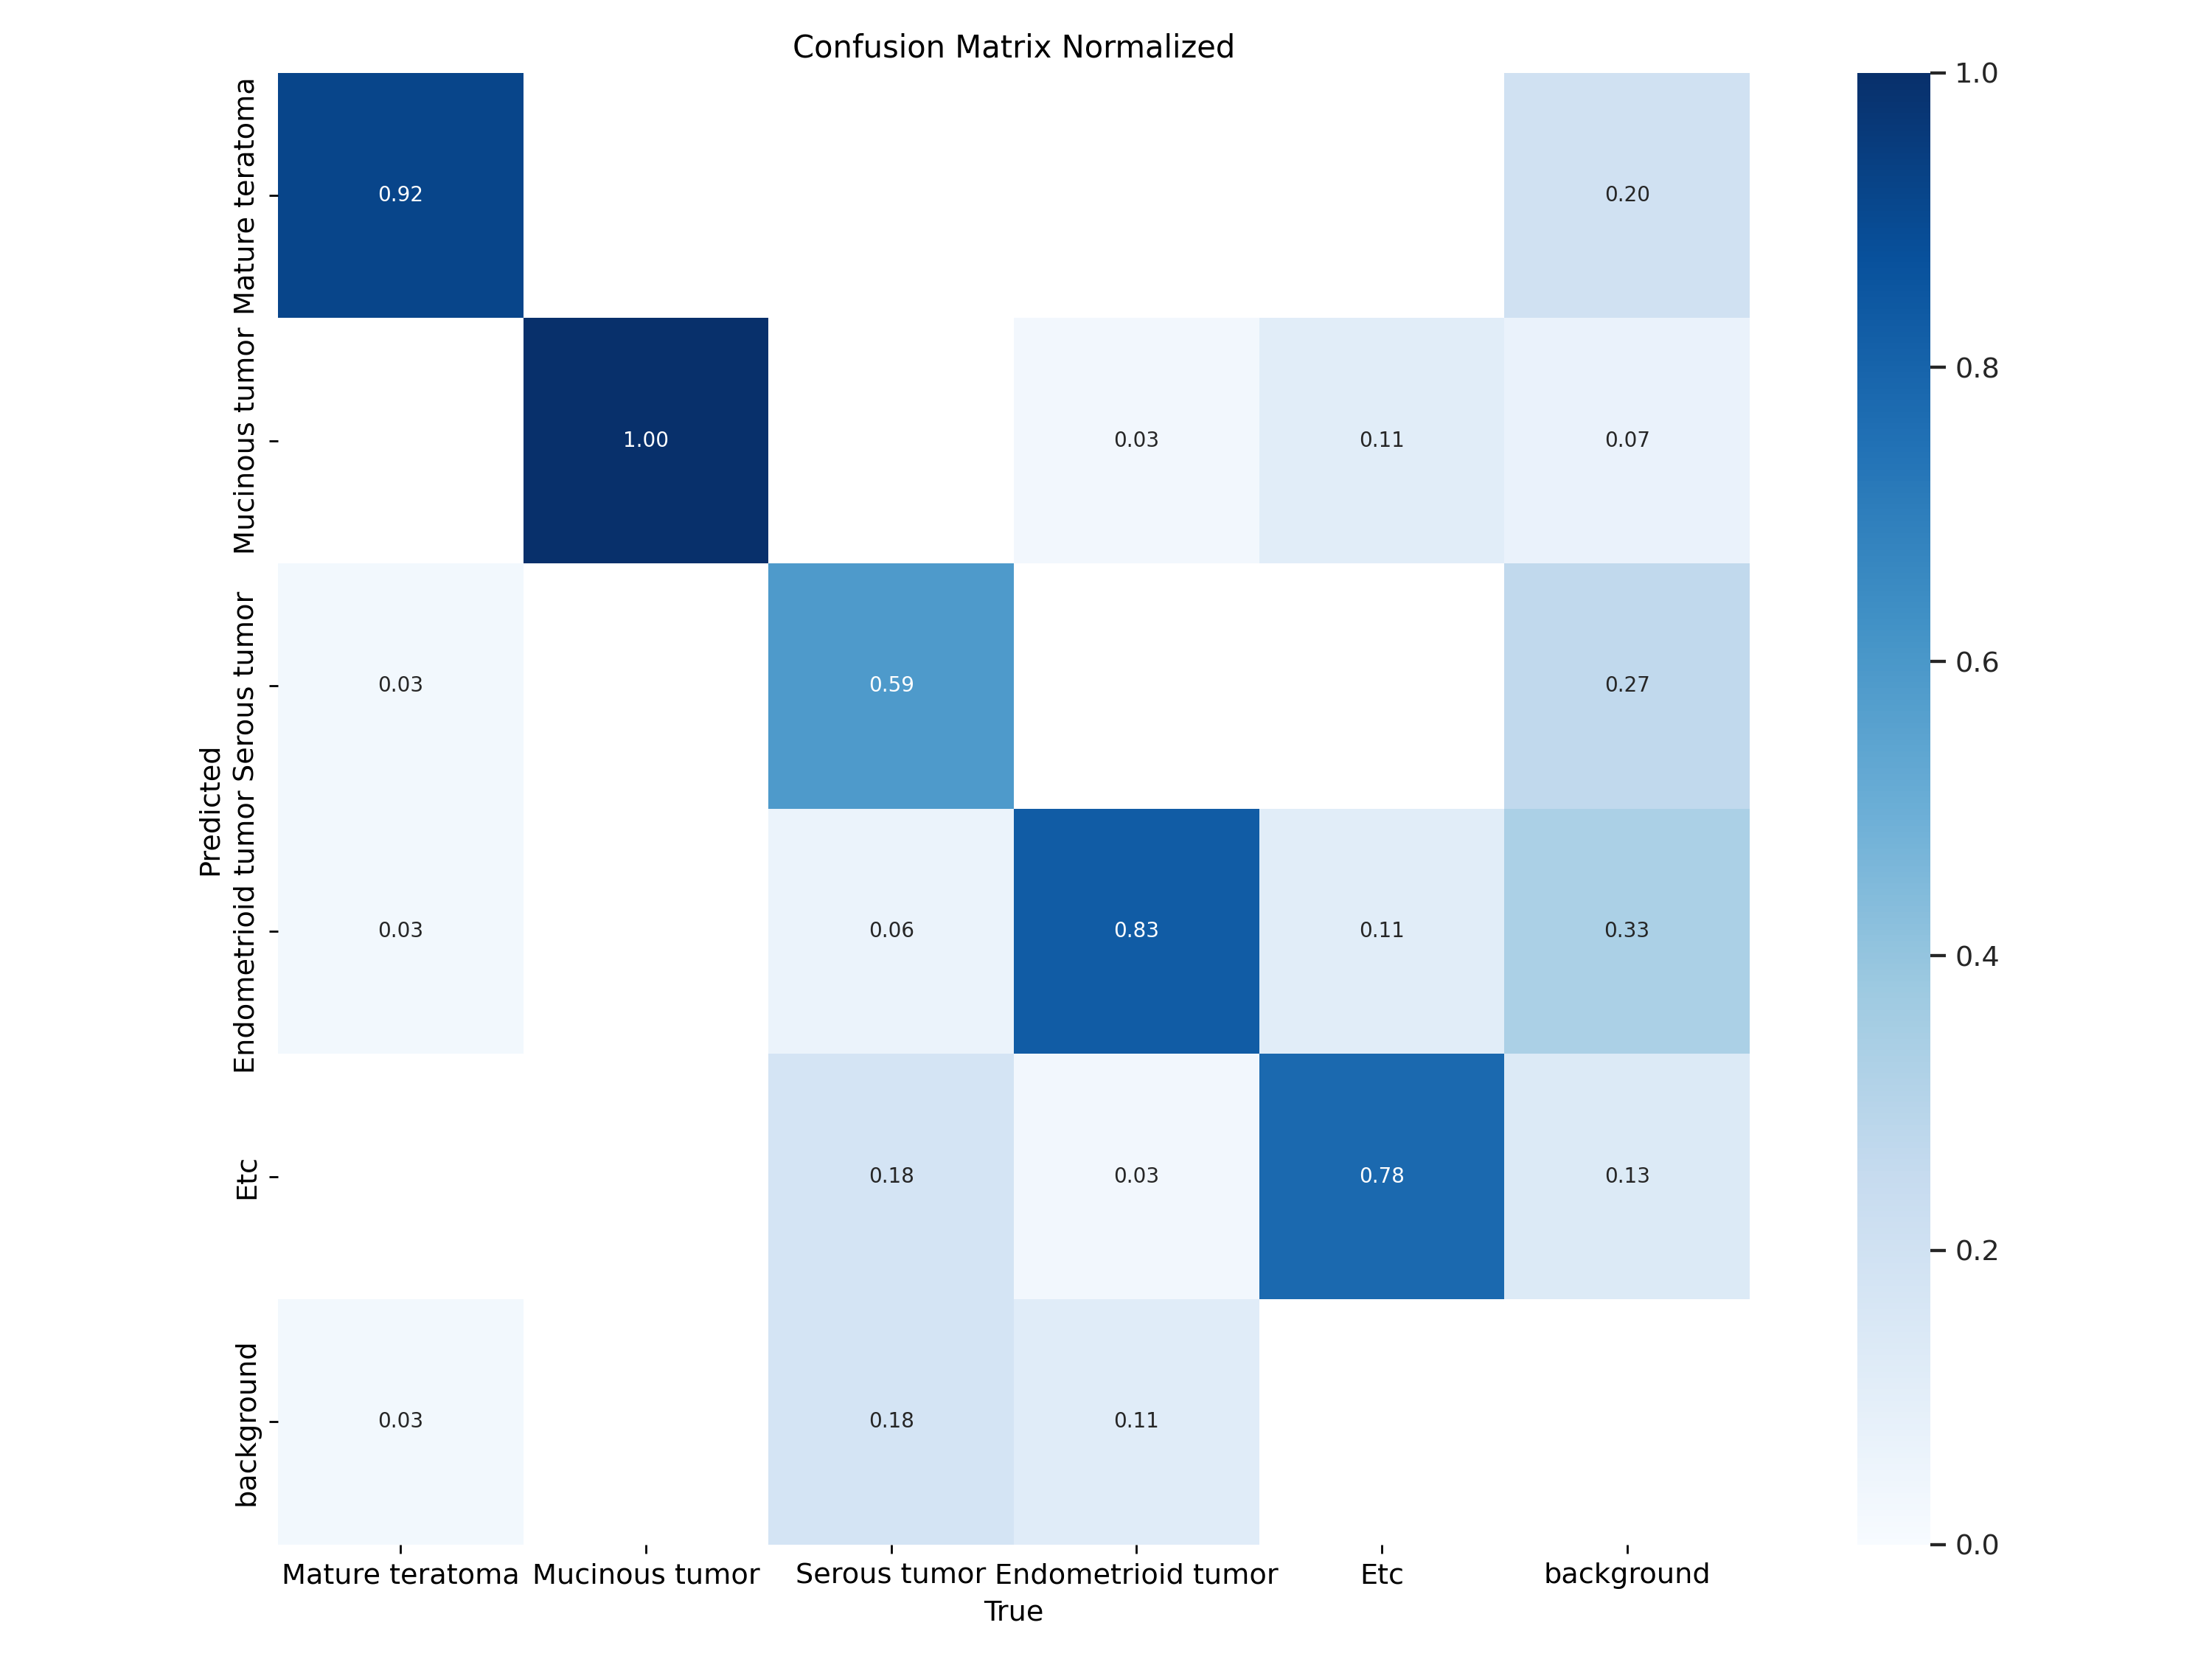 Confusion Matrix Normalized
Mature teratoma
0.92
0.20
1.0
Mucinous tumor
1.00
0.03
0.11
0.07
0.8
Serous tumor
0.03
0.59
0.27
0.6
Predicted
Endometrioid tumor
0.03
0.06
0.83
0.11
0.33
0.4
Etc
0.18
0.03
0.78
0.13
0.2
background
0.03
0.18
0.11
0.0
Mature teratoma
Mucinous tumor
Serous tumor
Endometrioid tumor
Etc
background
True